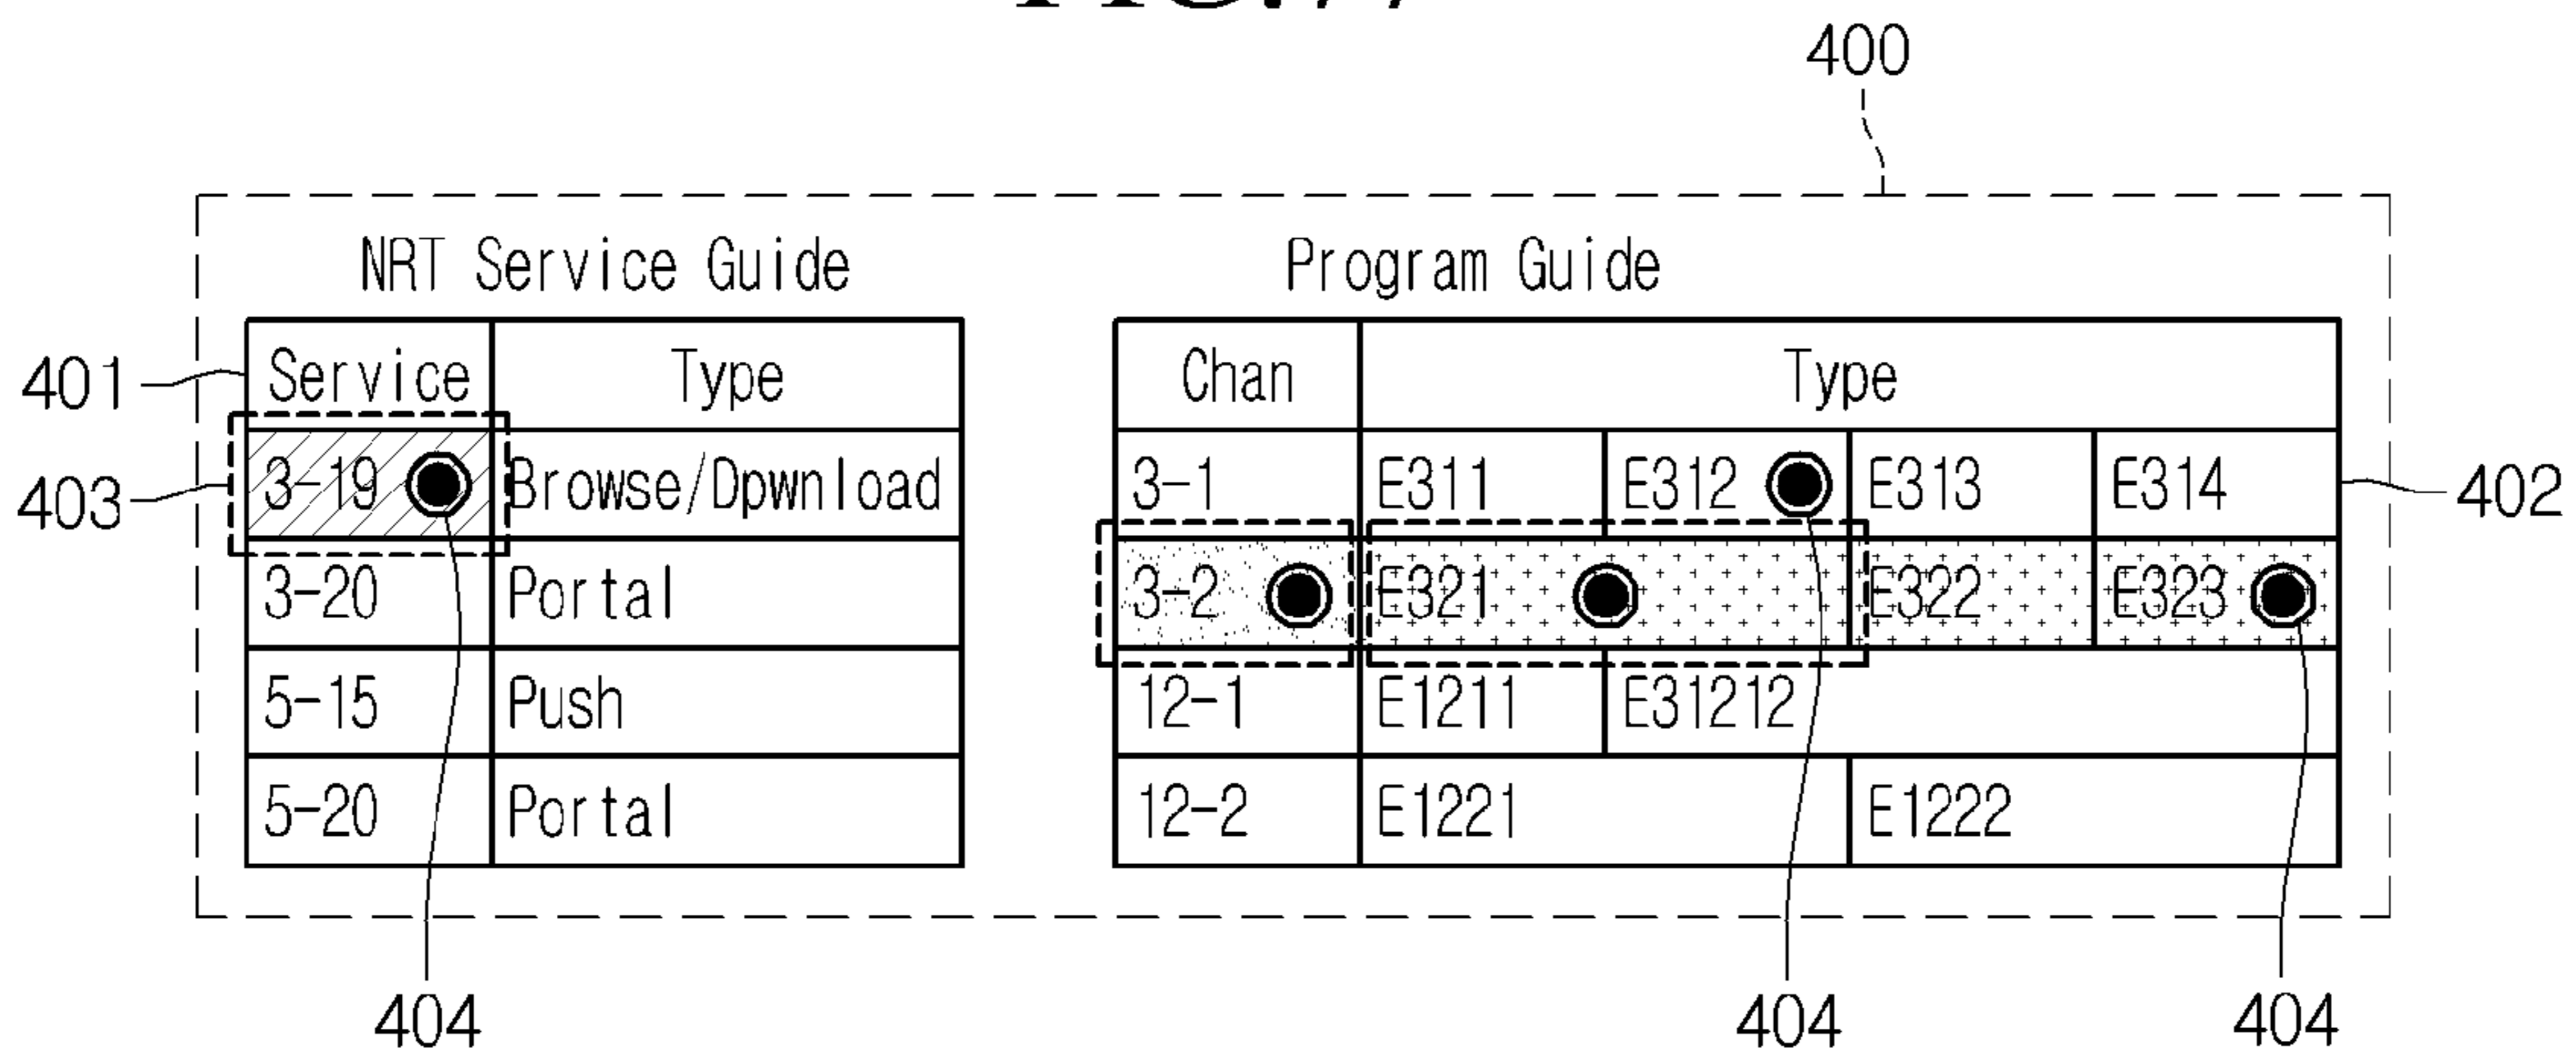 400
NRT Service Guide
Program Guide
401
Service Type
Chan Type
403
3-19 Browse/Dpwnload
3-1 E311 E312 E313 E314
402
3-20 Portal
3-2 E321 E322 E323
5-15 Push
12-1 E1211 E31212
5-20 Portal
12-2 E1221 E1222
404 404 404